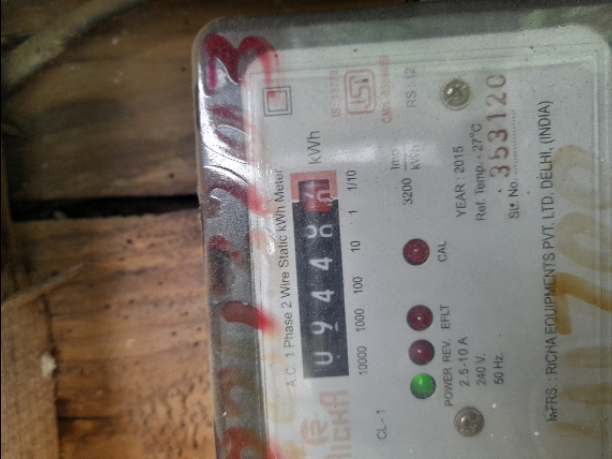 A.C. 1 Phase 2 Wire Static kWh Meter
RICHA
09448
kWh
10000 1000 100 10 1 1/10
CL - 1
RS : 12
3200 Imp/kWh
POWER REV. EFLT CAL
2.5-10 A
240 V.
50 Hz.
YEAR : 2015
Ref. Temp. - 27°C
SL. No. 353120
MFRS. : RICHA EQUIPMENTS PVT. LTD. DELHI, (INDIA)